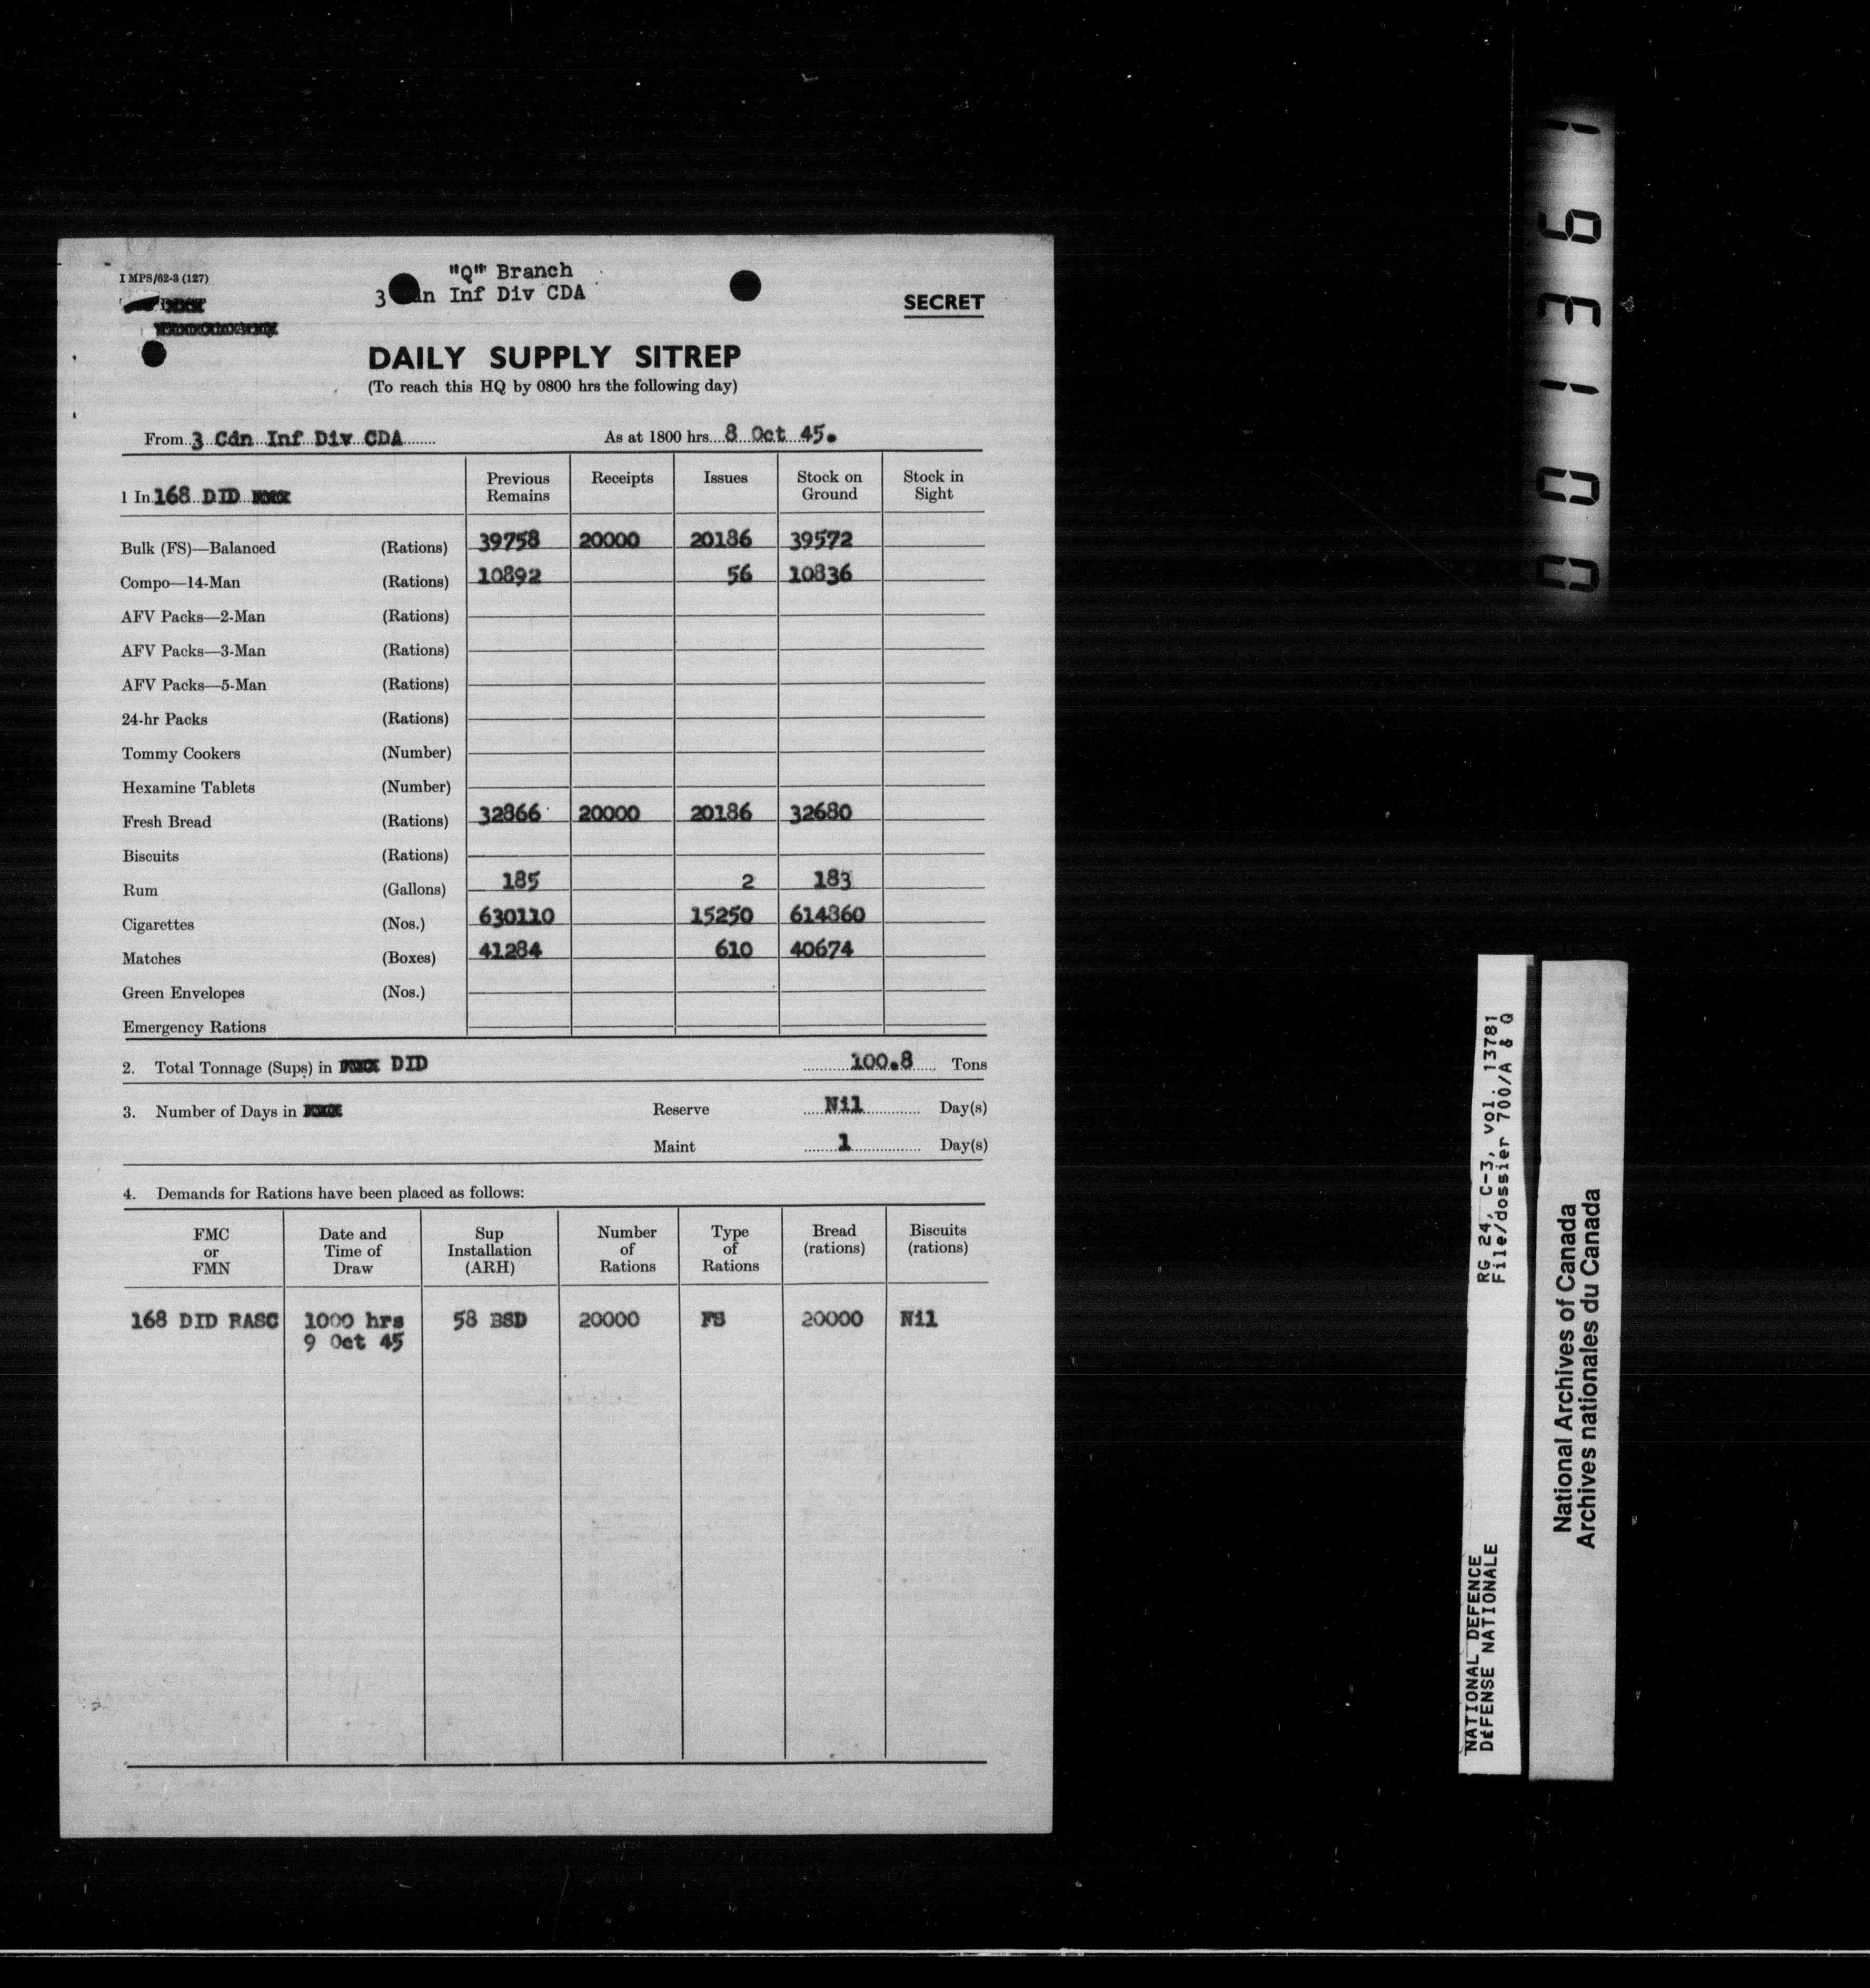 I MPS/62-3 (127)
"Q" Branch
3 Cdn Inf Div CDA
SECRET
DAILY SUPPLY SITREP
(To reach this HQ by 0800 hrs the following day)
From 3 Cdn Inf Div CDA As at 1800 hrs 8 Oct 45.
1 In 168 DID Previous Remains Receipts Issues Stock on Ground Stock in Sight
Bulk (FS)—Balanced (Rations) 39758 20000 20186 39572
Compo—14-Man (Rations) 10892 56 10836
AFV Packs—2-Man (Rations)
AFV Packs—3-Man (Rations)
AFV Packs—5-Man (Rations)
24-hr Packs (Rations)
Tommy Cookers (Number)
Hexamine Tablets (Number)
Fresh Bread (Rations) 32866 20000 20186 32680
Biscuits (Rations)
Rum (Gallons) 185 2 183
Cigarettes (Nos.) 630110 15250 614860
Matches (Boxes) 41284 610 40674
Green Envelopes (Nos.)
Emergency Rations
2. Total Tonnage (Sups) in DID 100.8 Tons
3. Number of Days in Reserve Nil Day(s)
Maint 1 Day(s)
4. Demands for Rations have been placed as follows:
FMC or FMN Date and Time of Draw Sup Installation (ARH) Number of Rations Type of Rations Bread (rations) Biscuits (rations)
168 DID RASC 1000 hrs 58 BSD 20000 FS 20000 Nil
9 Oct 45
001361
RG 24, C-3, vol. 13781
File/dossier 700/A & Q
NATIONAL DEFENCE
DéFENSE NATIONALE
National Archives of Canada
Archives nationales du Canada